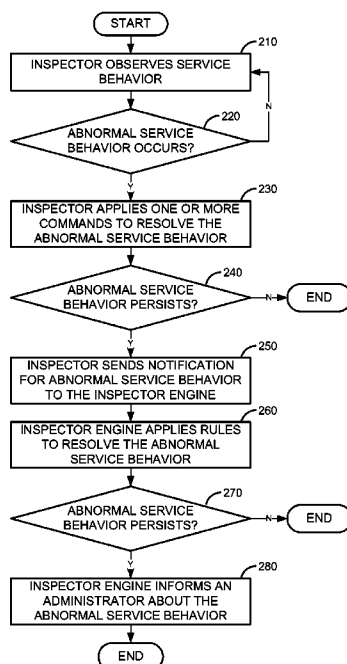 START
210
INSPECTOR OBSERVES SERVICE
BEHAVIOR
N
220
ABNORMAL SERVICE
BEHAVIOR OCCURS?
Y
230
INSPECTOR APPLIES ONE OR MORE
COMMANDS TO RESOLVE THE
ABNORMAL SERVICE BEHAVIOR
240
ABNORMAL SERVICE
BEHAVIOR PERSISTS?
N
END
Y
250
INSPECTOR SENDS NOTIFICATION
FOR ABNORMAL SERVICE BEHAVIOR
TO THE INSPECTOR ENGINE
260
INSPECTOR ENGINE APPLIES RULES
TO RESOLVE THE ABNORMAL
SERVICE BEHAVIOR
270
ABNORMAL SERVICE
BEHAVIOR PERSISTS?
N
END
Y
280
INSPECTOR ENGINE INFORMS AN
ADMINISTRATOR ABOUT THE
ABNORMAL SERVICE BEHAVIOR
END